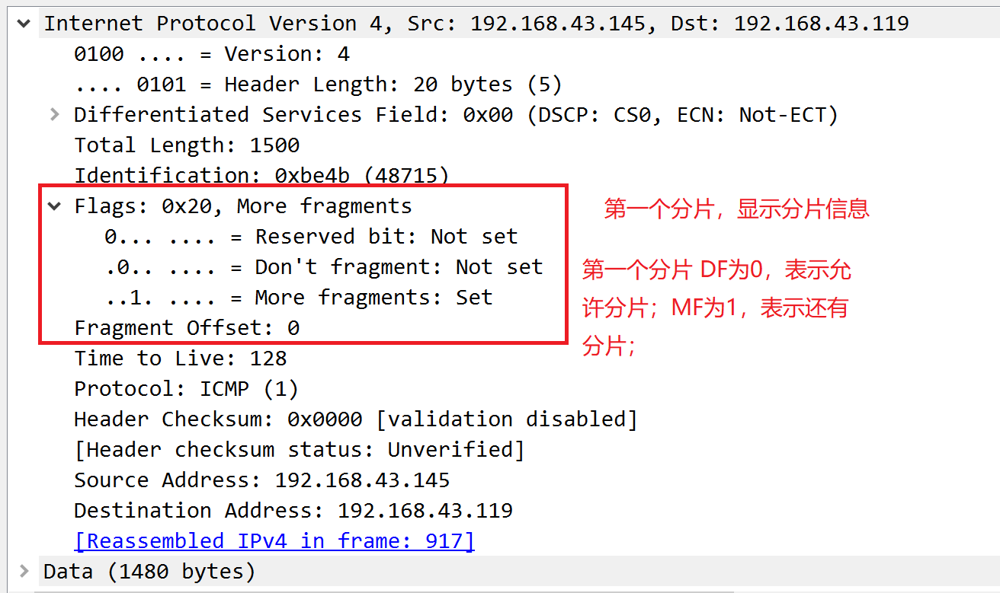 Internet Protocol Version 4, Src: 192.168.43.145, Dst: 192.168.43.119
0100 .... = Version: 4
.... 0101 = Header Length: 20 bytes (5)
Differentiated Services Field: 0x00 (DSCP: CS0, ECN: Not-ECT)
Total Length: 1500
Identification: 0xbe4b (48715)
Flags: 0x20, More fragments
第一个分片，显示分片信息
0... .... = Reserved bit: Not set
.0.. .... = Don't fragment: Not set
..1. .... = More fragments: Set
Fragment Offset: 0
第一个分片 DF为0，表示允
许分片；MF为1，表示还有
分片；
Time to Live: 128
Protocol: ICMP (1)
Header Checksum: 0x0000 [validation disabled]
[Header checksum status: Unverified]
Source Address: 192.168.43.145
Destination Address: 192.168.43.119
[Reassembled IPv4 in frame: 917]
Data (1480 bytes)